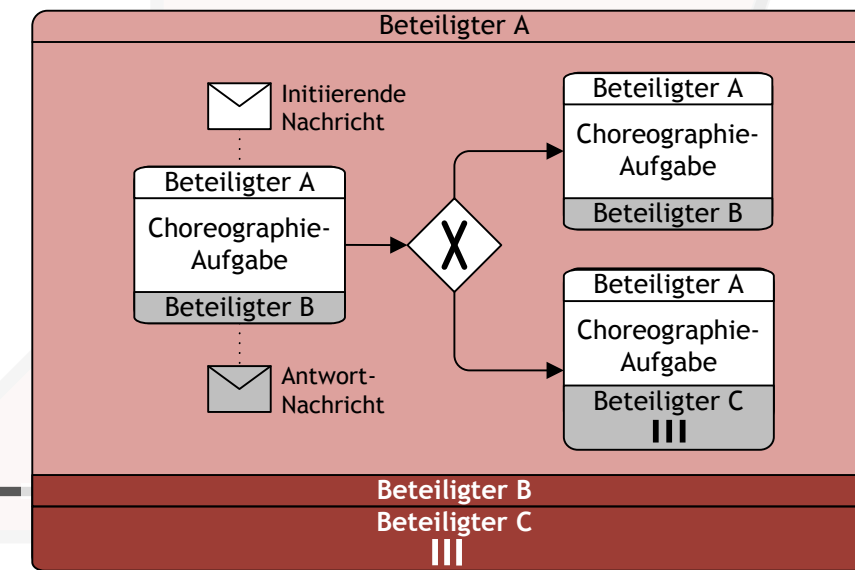 Beteiligter A
Initiierende
Nachricht
Beteiligter A
Choreographie-
Aufgabe
Beteiligter B
Antwort-
Nachricht
X
Beteiligter A
Choreographie-
Aufgabe
Beteiligter B
Beteiligter A
Choreographie-
Aufgabe
Beteiligter C
Beteiligter B
Beteiligter C